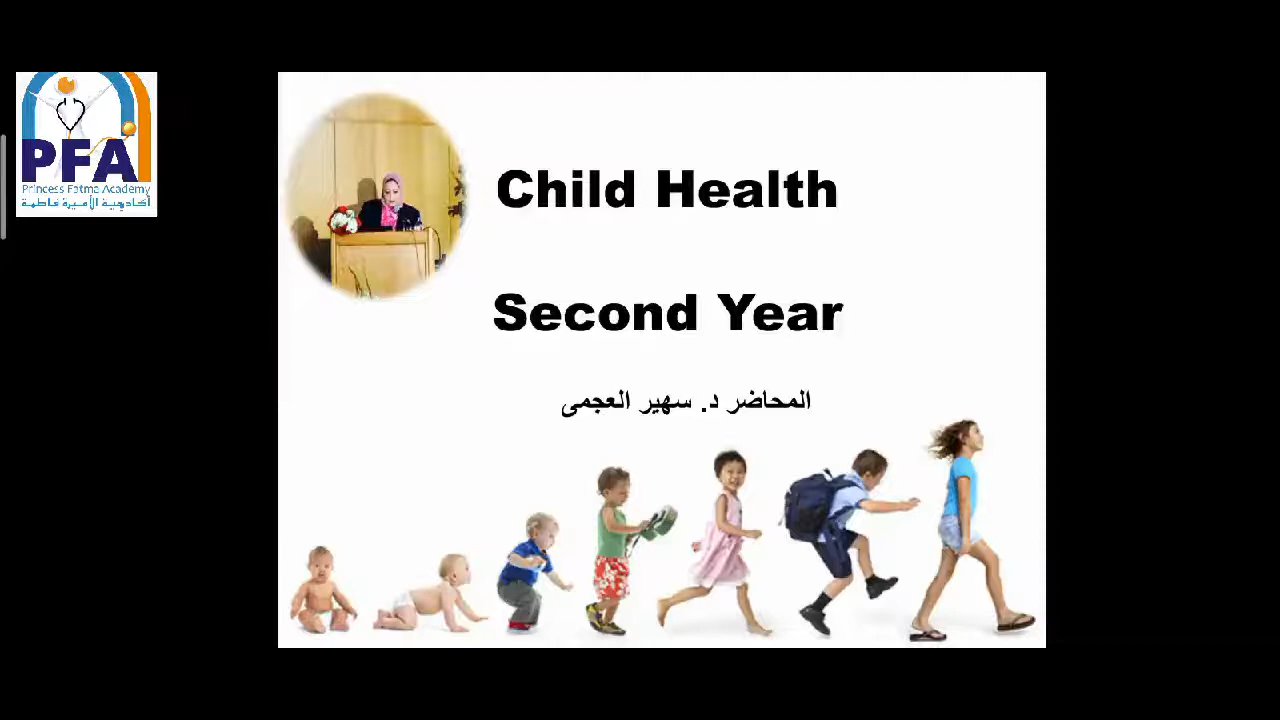 PFA
Princess Fatma Academy
أكاديمية الأميرة فاطمة
Child Health
Second Year
المحاضر د. سهير العجمى